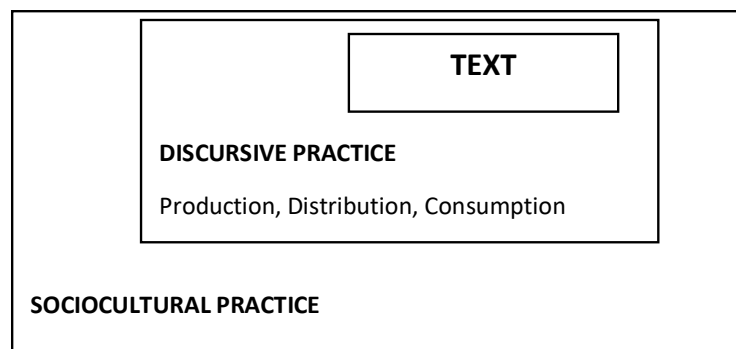 TEXT
DISCURSIVE PRACTICE
Production, Distribution, Consumption
SOCIOCULTURAL PRACTICE